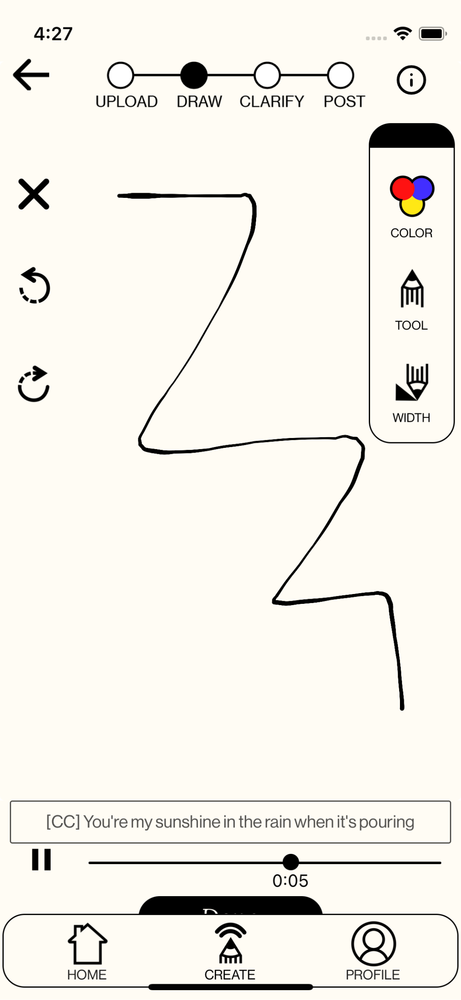 4:27
UPLOAD DRAW CLARIFY POST
COLOR
TOOL
WIDTH
[CC] You're my sunshine in the rain when it's pouring
0:05
HOME CREATE PROFILE